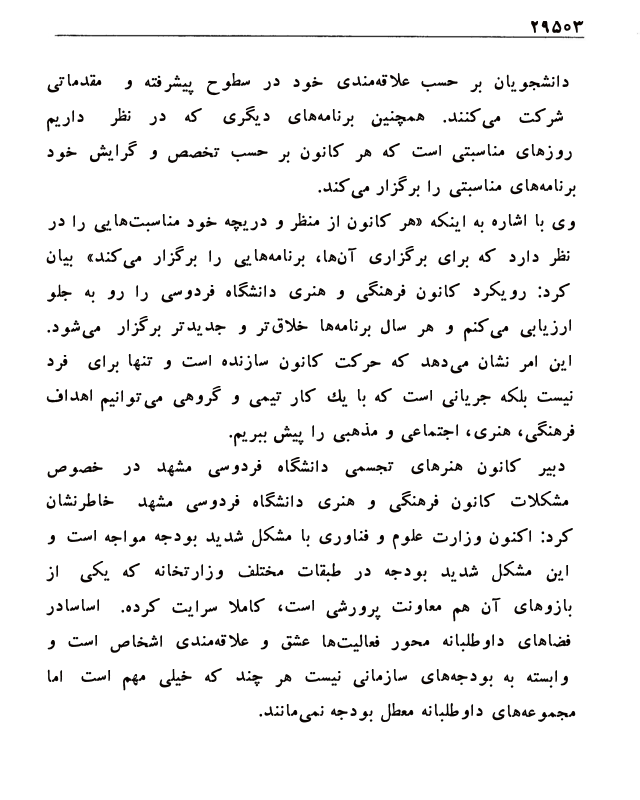 ۲۹۵۰۳
دانشجویان بر حسب علاقه‌مندی خود در سطوح پیشرفته و مقدماتی
شرکت می‌کنند. همچنین برنامه‌های دیگری که در نظر داریم
روزهای مناسبتی است که هر کانون بر حسب تخصص و گرایش خود
برنامه‌های مناسبتی را برگزار می‌کند.
وی با اشاره به اینکه «هر کانون از منظر و دریچه خود مناسبت‌هایی را در
نظر دارد که برای برگزاری آن‌ها، برنامه‌هایی را برگزار می‌کند» بیان
کرد: رویکرد کانون فرهنگی و هنری دانشگاه فردوسی را رو به جلو
ارزیابی می‌کنم و هر سال برنامه‌ها خلاق‌تر و جدیدتر برگزار می‌شود.
این امر نشان می‌دهد که حرکت کانون سازنده است و تنها برای فرد
نیست بلکه جریانی است که با یك کار تیمی و گروهی می‌توانیم اهداف
فرهنگی، هنری، اجتماعی و مذهبی را پیش ببریم.
دبیر کانون هنرهای تجسمی دانشگاه فردوسی مشهد در خصوص
مشکلات کانون فرهنگی و هنری دانشگاه فردوسی مشهد خاطرنشان
کرد: اکنون وزارت علوم و فناوری با مشکل شدید بودجه مواجه است و
این مشکل شدید بودجه در طبقات مختلف وزارتخانه که یکی از
بازوهای آن هم معاونت پرورشی است، کاملا سرایت کرده. اساسادر
فضاهای داوطلبانه محور فعالیت‌ها عشق و علاقه‌مندی اشخاص است و
وابسته به بودجه‌های سازمانی نیست هر چند که خیلی مهم است اما
مجموعه‌های داوطلبانه معطل بودجه نمی‌مانند.